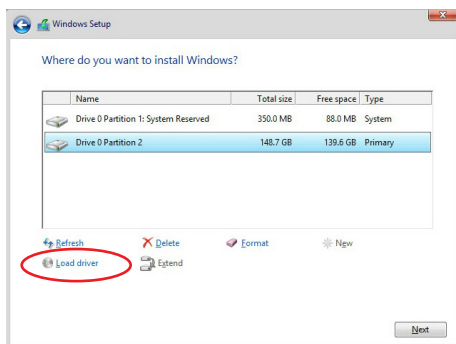 Windows Setup
Where do you want to install Windows?
Name Total size Free space Type
Drive 0 Partition 1: System Reserved 350.0 MB 88.0 MB System
Drive 0 Partition 2 148.7 GB 139.6 GB Primary
Refresh Delete Format New
Load driver Extend
Next